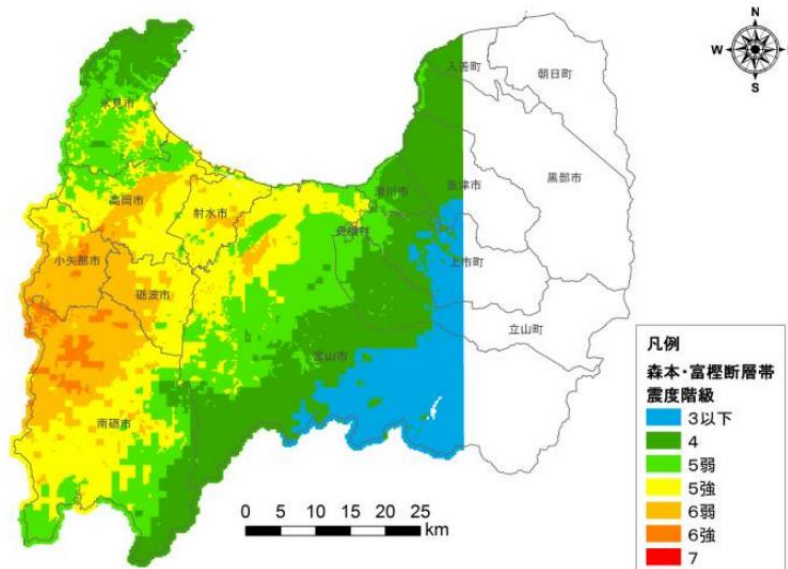 N
W E
S
入善町
朝日町
氷見市
黒部市
魚津市
滑川市
高岡市
射水市
舟橋村
上市町
小矢部市
砺波市
立山町
富山市
南砺市
凡例
森本・富樫断層帯
震度階級
3以下
4
5弱
5強
6弱
6強
7
0 5 10 15 20 25
km